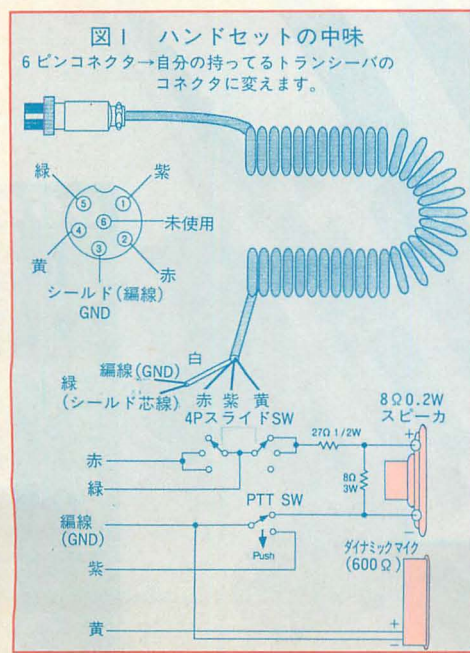 図1 ハンドセットの中味
6ピンコネクタ→自分の持ってるトランシーバの
コネクタに変えます。
緑
紫
5
1
6
未使用
4
2
3
黄
赤
シールド(編線)
GND
白
編線(GND)
緑
(シールド芯線)
赤 紫 黄
4PスライドSW
8Ω0.2W
スピーカ
27Ω 1/2W
+
赤
8Ω
3W
緑
PTT SW
編線
(GND)
−
Push
ダイナミックマイク
(600Ω)
紫
黄
+
−